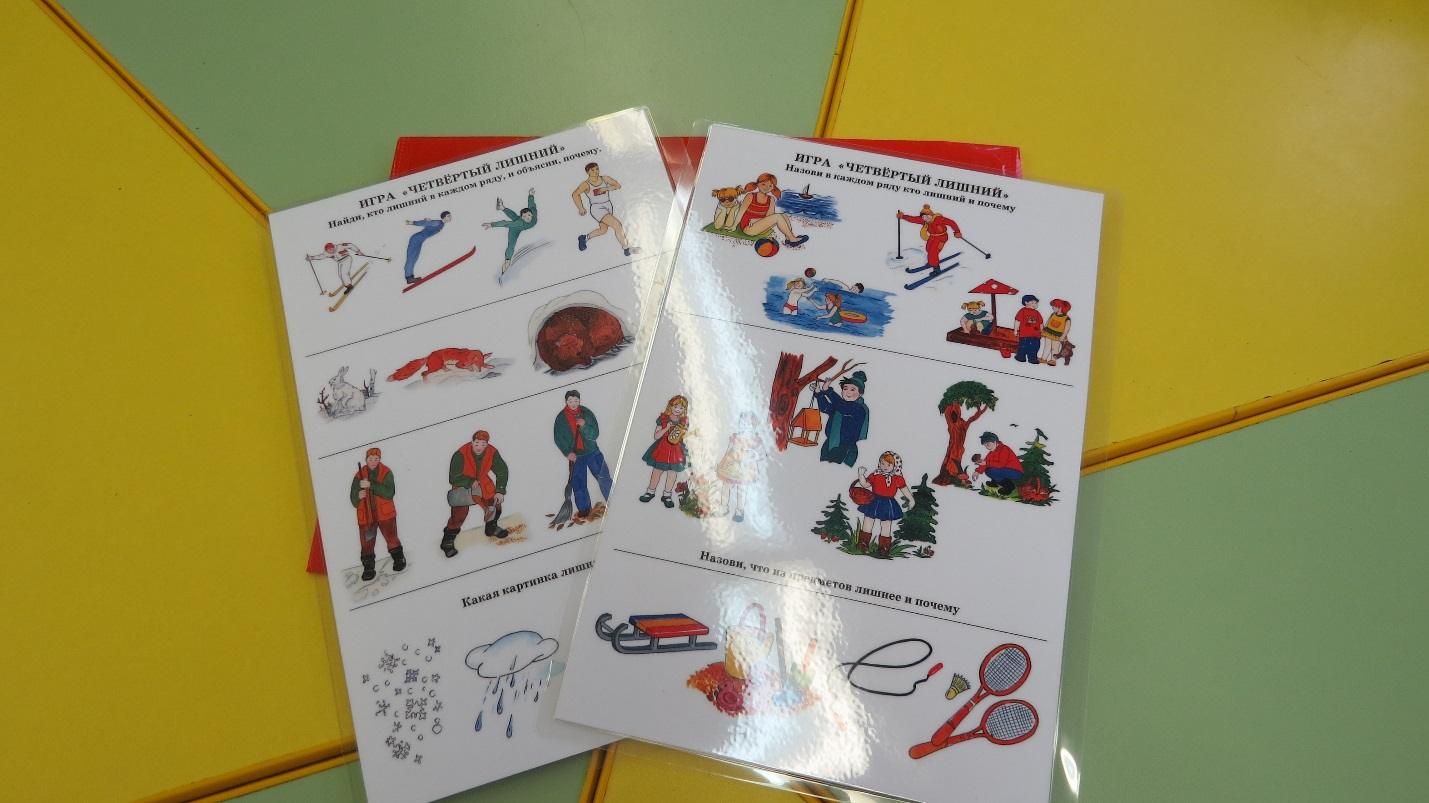 ИГРА «ЧЕТВЁРТЫЙ ЛИШНИЙ»
Найди, кто лишний в каждом ряду, и объясни, почему.
Какая картинка
ИГРА «ЧЕТВЁРТЫЙ ЛИШНИЙ»
Назови в каждом ряду кто лишний и почему
Назови, что из предметов лишнее и почему